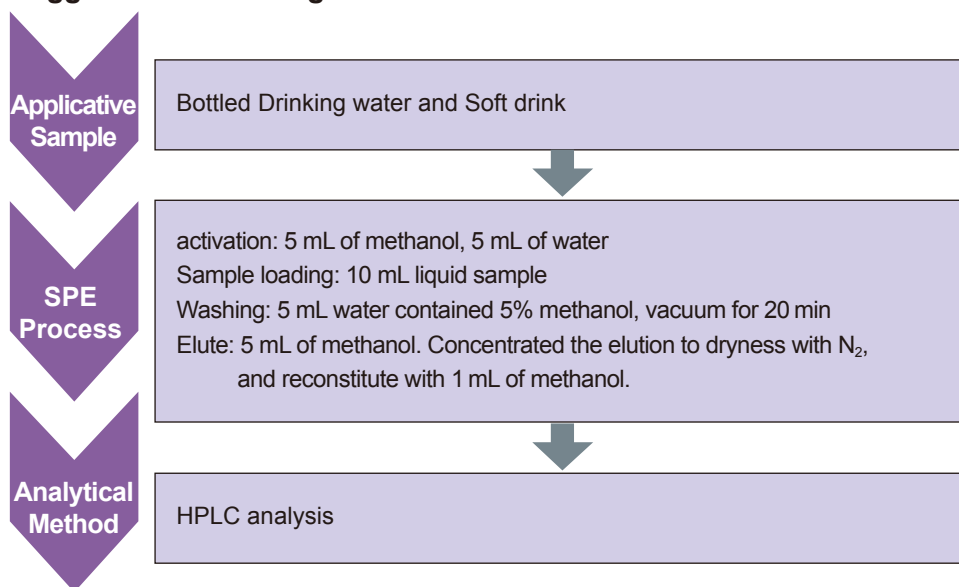 Applicative
Sample
Bottled Drinking water and Soft drink
SPE
Process
activation: 5 mL of methanol, 5 mL of water
Sample loading: 10 mL liquid sample
Washing: 5 mL water contained 5% methanol, vacuum for 20 min
Elute: 5 mL of methanol. Concentrated the elution to dryness with N₂,
and reconstitute with 1 mL of methanol.
Analytical
Method
HPLC analysis